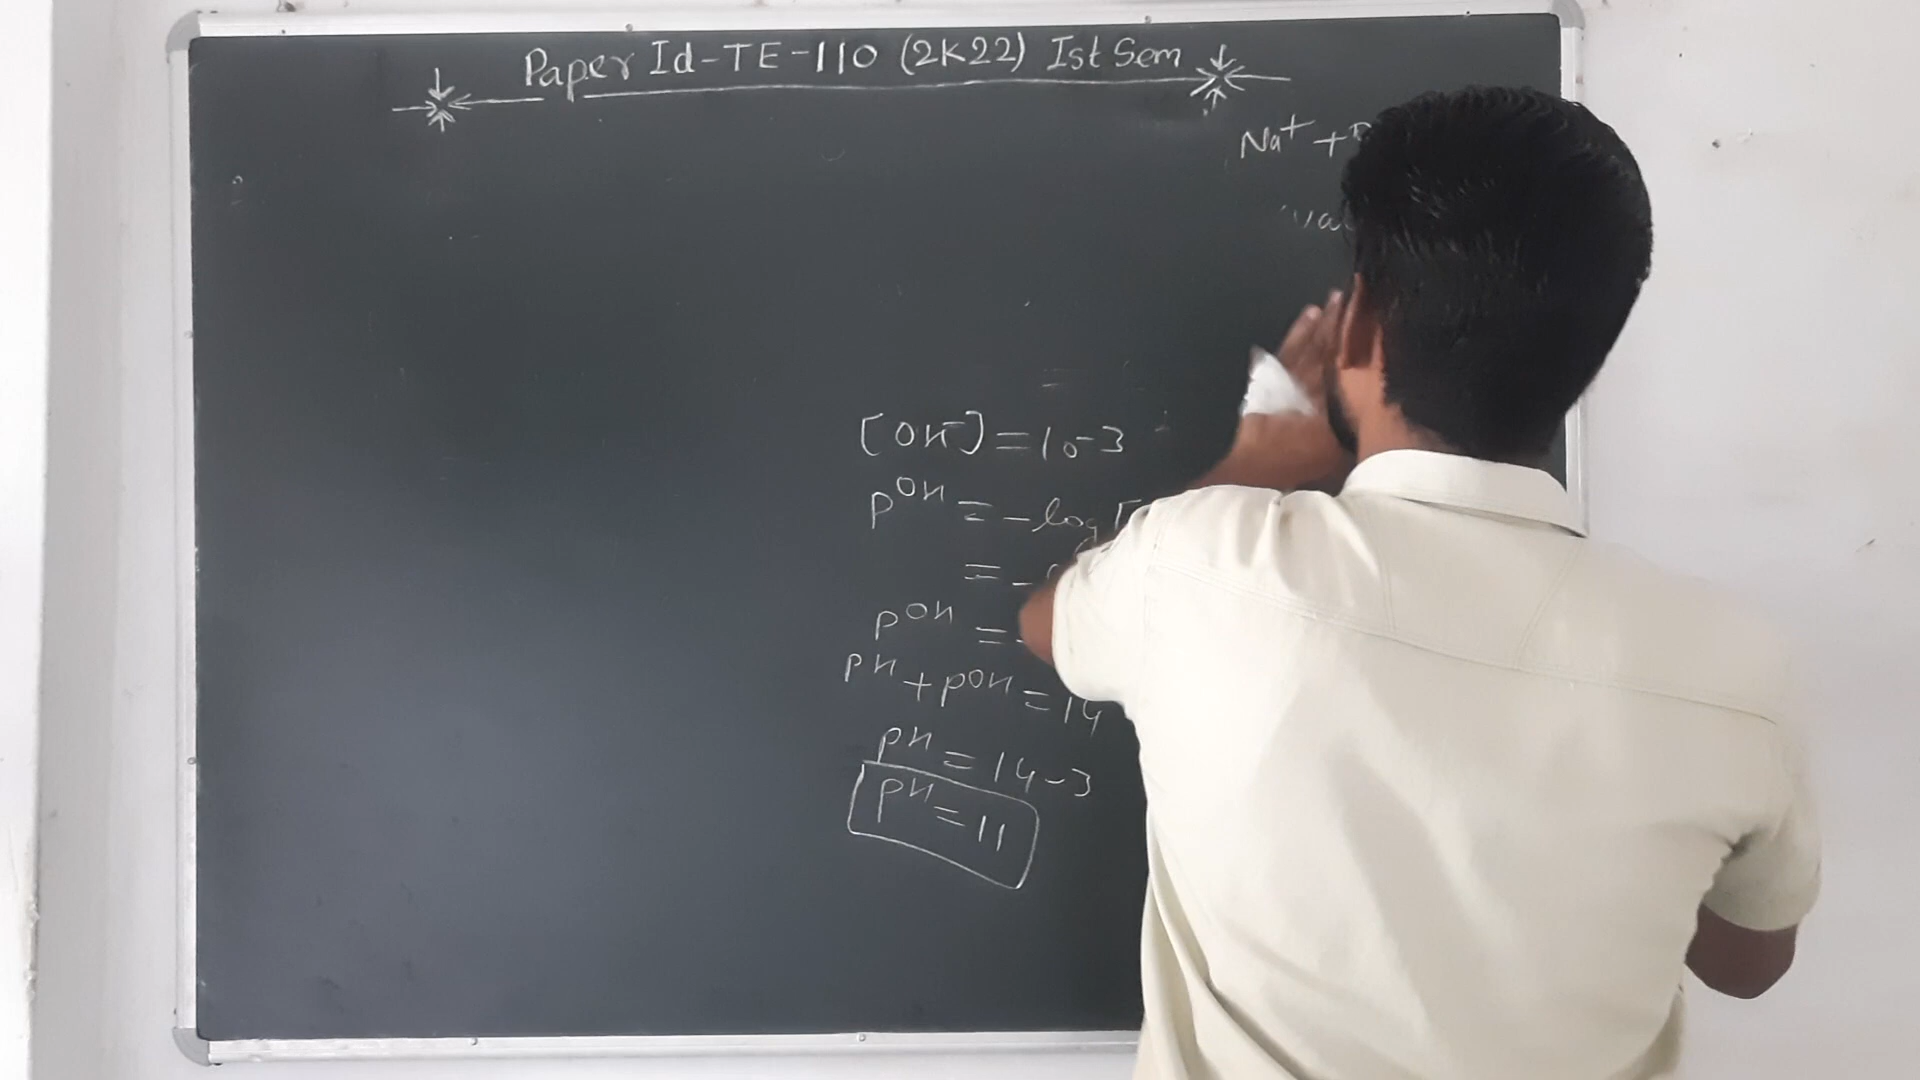 Paper Id-TE-110 (2K22) Ist Sem
Na⁺ +
[OH⁻] = 10⁻³
pOH = -log [
= -
pOH =
pH + pOH = 14
pH = 14-3
pH = 11